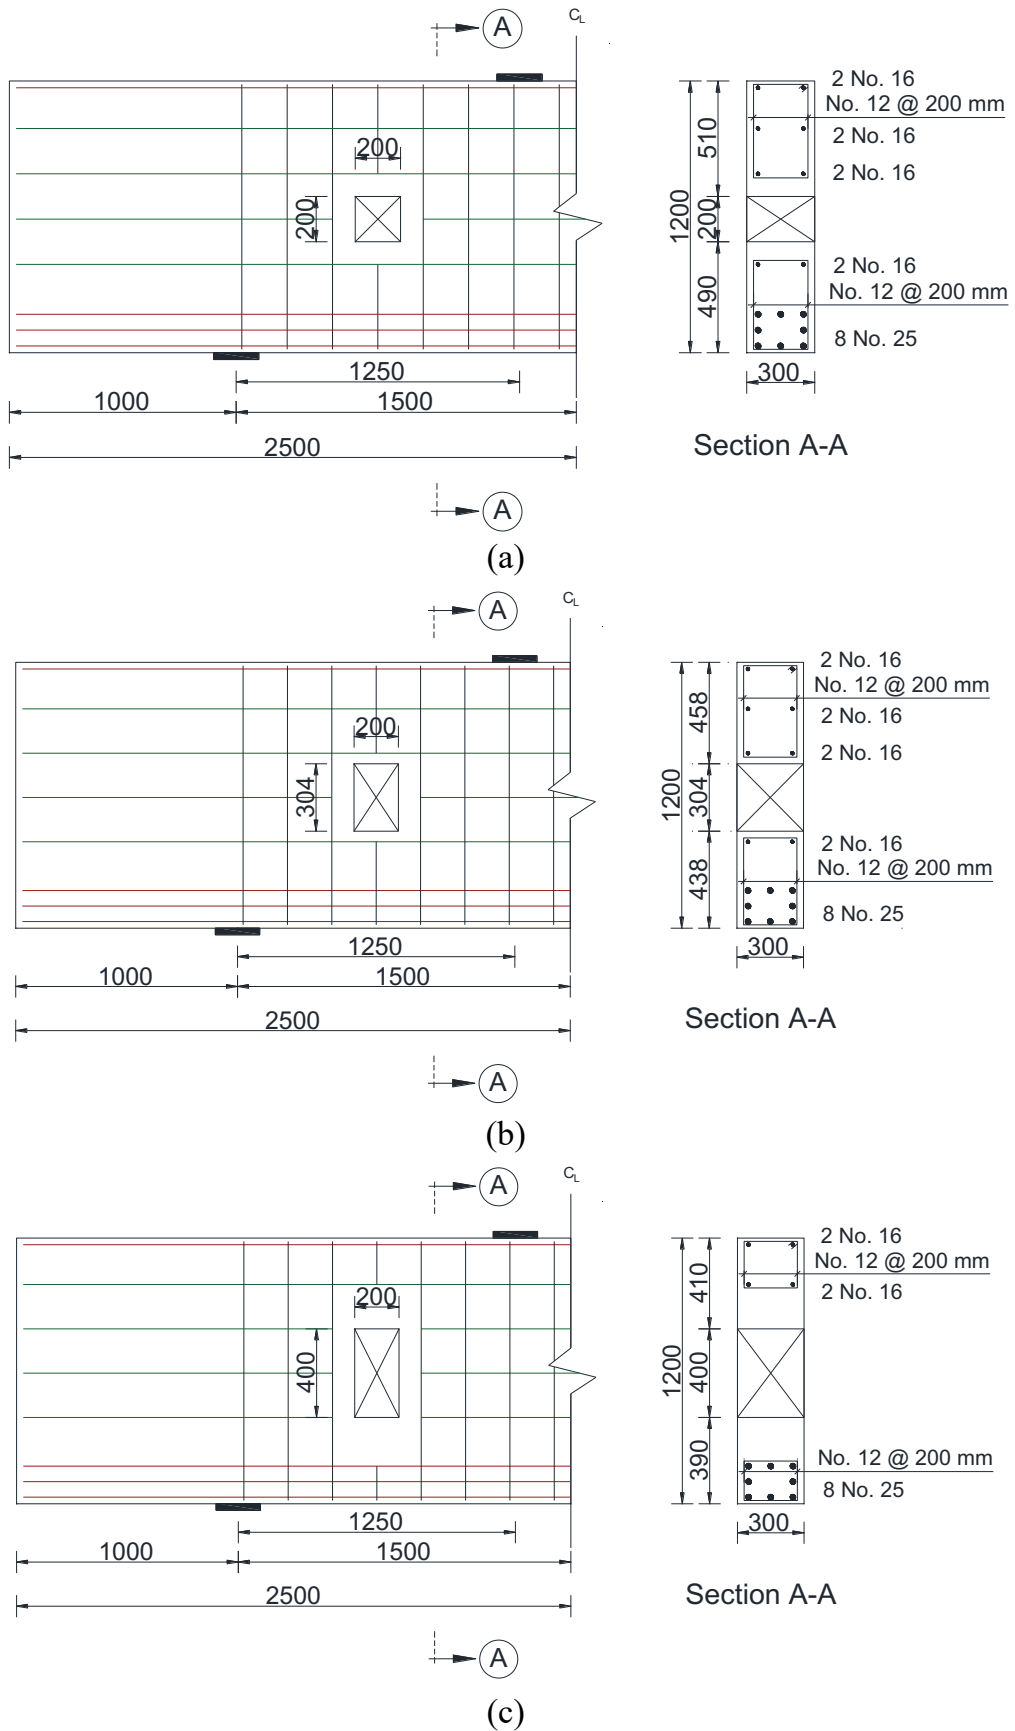 A
CL
200
200
1250
1000
1500
2500
A
1200
510
200
490
2 No. 16
No. 12 @ 200 mm
2 No. 16
2 No. 16
2 No. 16
No. 12 @ 200 mm
8 No. 25
300
Section A-A
(a)
A
CL
200
304
1250
1000
1500
2500
A
1200
458
304
438
2 No. 16
No. 12 @ 200 mm
2 No. 16
2 No. 16
2 No. 16
No. 12 @ 200 mm
8 No. 25
300
Section A-A
(b)
A
CL
200
400
1250
1000
1500
2500
A
1200
410
400
390
2 No. 16
No. 12 @ 200 mm
2 No. 16
No. 12 @ 200 mm
8 No. 25
300
Section A-A
(c)